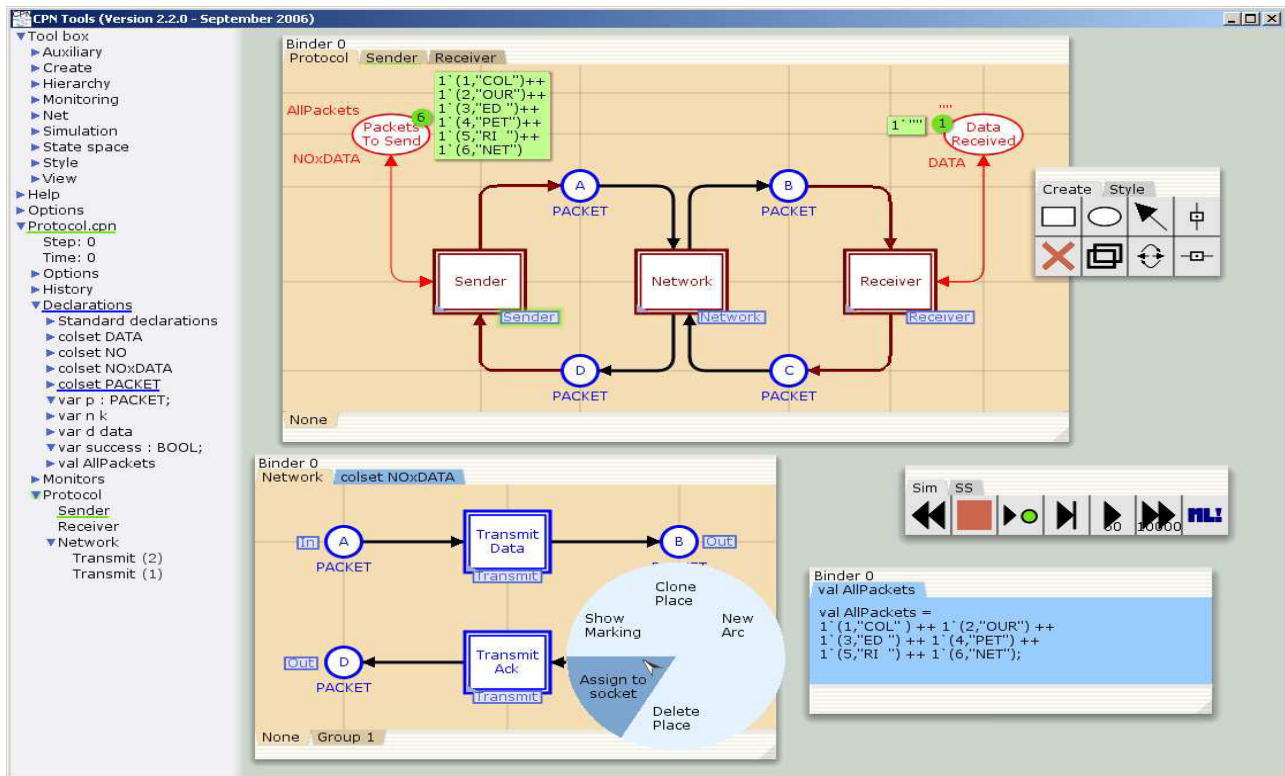 CPN Tools (Version 2.2.0 - September 2006)
Tool box
Auxiliary
Create
Hierarchy
Monitoring
Net
Simulation
State space
Style
View
Help
Options
Protocol.cpn
Step: 0
Time: 0
Options
History
Declarations
Standard declarations
colset DATA
colset NO
colset NOxDATA
colset PACKET
var p : PACKET;
var n k
var d data
var success : BOOL;
val AllPackets
Monitors
Protocol
Sender
Receiver
Network
Transmit (2)
Transmit (1)
Binder 0
Protocol Sender Receiver
AllPackets
Packets
To Send
6
NOxDATA
1`(1,"COL")++
1`(2,"OUR")++
1`(3,"ED ")++
1`(4,"PET")++
1`(5,"RI  ")++
1`(6,"NET")
""
1`""
1
Data
Received
DATA
A
PACKET
B
PACKET
Sender
Sender
Network
Network
Receiver
Receiver
D
PACKET
C
PACKET
None
Create Style
Binder 0
Network colset NOxDATA
In
A
PACKET
Transmit
Data
Transmit
B
Out
Out
D
PACKET
Transmit
Ack
Transmit
Clone
Place
Show
Marking
New
Arc
Assign to
socket
Delete
Place
None Group 1
Sim SS
10000
ML!
Binder 0
val AllPackets
val AllPackets =
1`(1,"COL" ) ++ 1`(2,"OUR") ++
1`(3,"ED ") ++ 1`(4,"PET") ++
1`(5,"RI  ") ++ 1`(6,"NET");